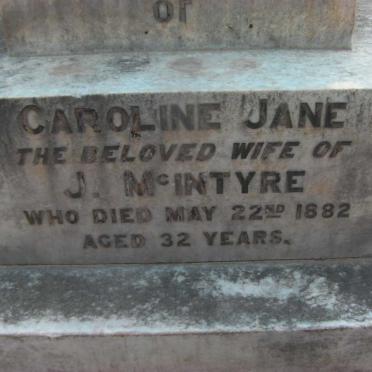 OF
CAROLINE JANE
THE BELOVED WIFE OF
J. McINTYRE
WHO DIED MAY 22ND 1882
AGED 32 YEARS.